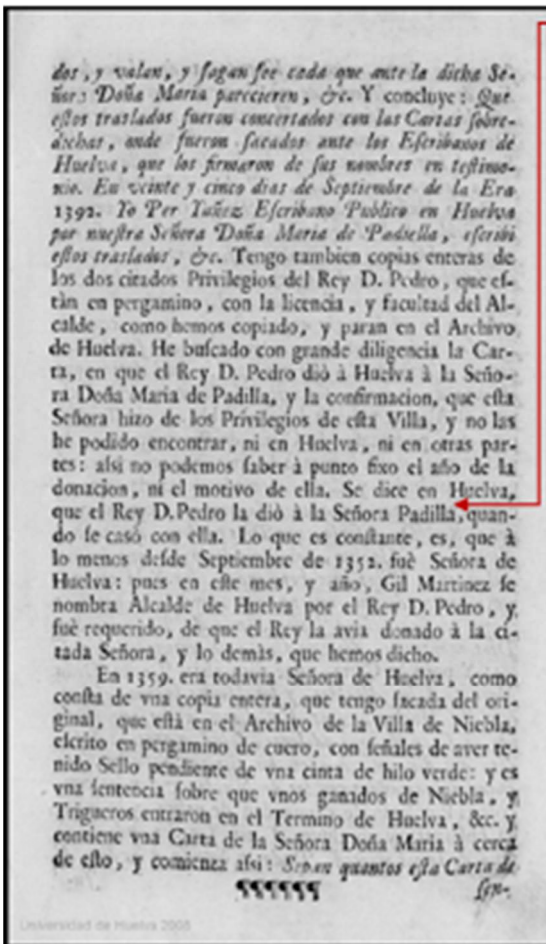 dos, y valan, y fagan fee cada que ante la dicha Se-
ñora Doña Maria parecieren, &c. Y concluye: Que
eſtos traslados fueron concertados con las Cartas ſobre-
dichas, onde fueron ſacados ante los Eſcribanos de
Huelva, que los firmaron de ſus nombres en teſtimo-
nio. En veinte y cinco dias de Septiembre de la Era
1392. Yo Per Yañez Eſcribano Publico en Huelva
por nueſtra Señora Doña Maria de Padiella, eſcribi
eſtos traslados, &c. Tengo tambien copias enteras de
los dos citados Privilegios del Rey D. Pedro, que eſ-
tàn en pergamino, con la licencia, y facultad del Al-
calde, como hemos copiado, y paran en el Archivo
de Huelva. He buſcado con grande diligencia la Car-
ta, en que el Rey D. Pedro diò à Huelva à la Seño-
ra Doña Maria de Padilla, y la confirmacion, que eſta
Señora hizo de los Privilegios de eſta Villa, y no las
he podido encontrar, ni en Huelva, ni en otras par-
tes: aſsi no podemos ſaber à punto fixo el año de la
donacion, ni el motivo de ella. Se dice en Huelva,
que el Rey D. Pedro la diò à la Señora Padilla, quan-
do ſe casò con ella. Lo que es conſtante, es, que à
lo menos deſde Septiembre de 1352. fuè Señora de
Huelva: pues en eſte mes, y año, Gil Martinez ſe
nombra Alcalde de Huelva por el Rey D. Pedro, y
fuè requerido, de que el Rey la avia donado à la ci-
tada Señora, y lo demàs, que hemos dicho.
En 1359. era todavia Señora de Huelva, como
conſta de vna copia entera, que tengo ſacada del ori-
ginal, que eſtà en el Archivo de la Villa de Niebla,
eſcrito en pergamino de cuero, con ſeñales de aver te-
nido Sello pendiente de vna cinta de hilo verde: y es
vna ſentencia ſobre que vnos ganados de Niebla, y
Trigueros entraron en el Termino de Huelva, &c. y
contiene vna Carta de la Señora Doña Maria à cerca
de eſto, y comienza aſsi: Sepan quantos eſta Carta de
¶¶¶¶¶¶ ſen-
Universidad de Huelva 2008